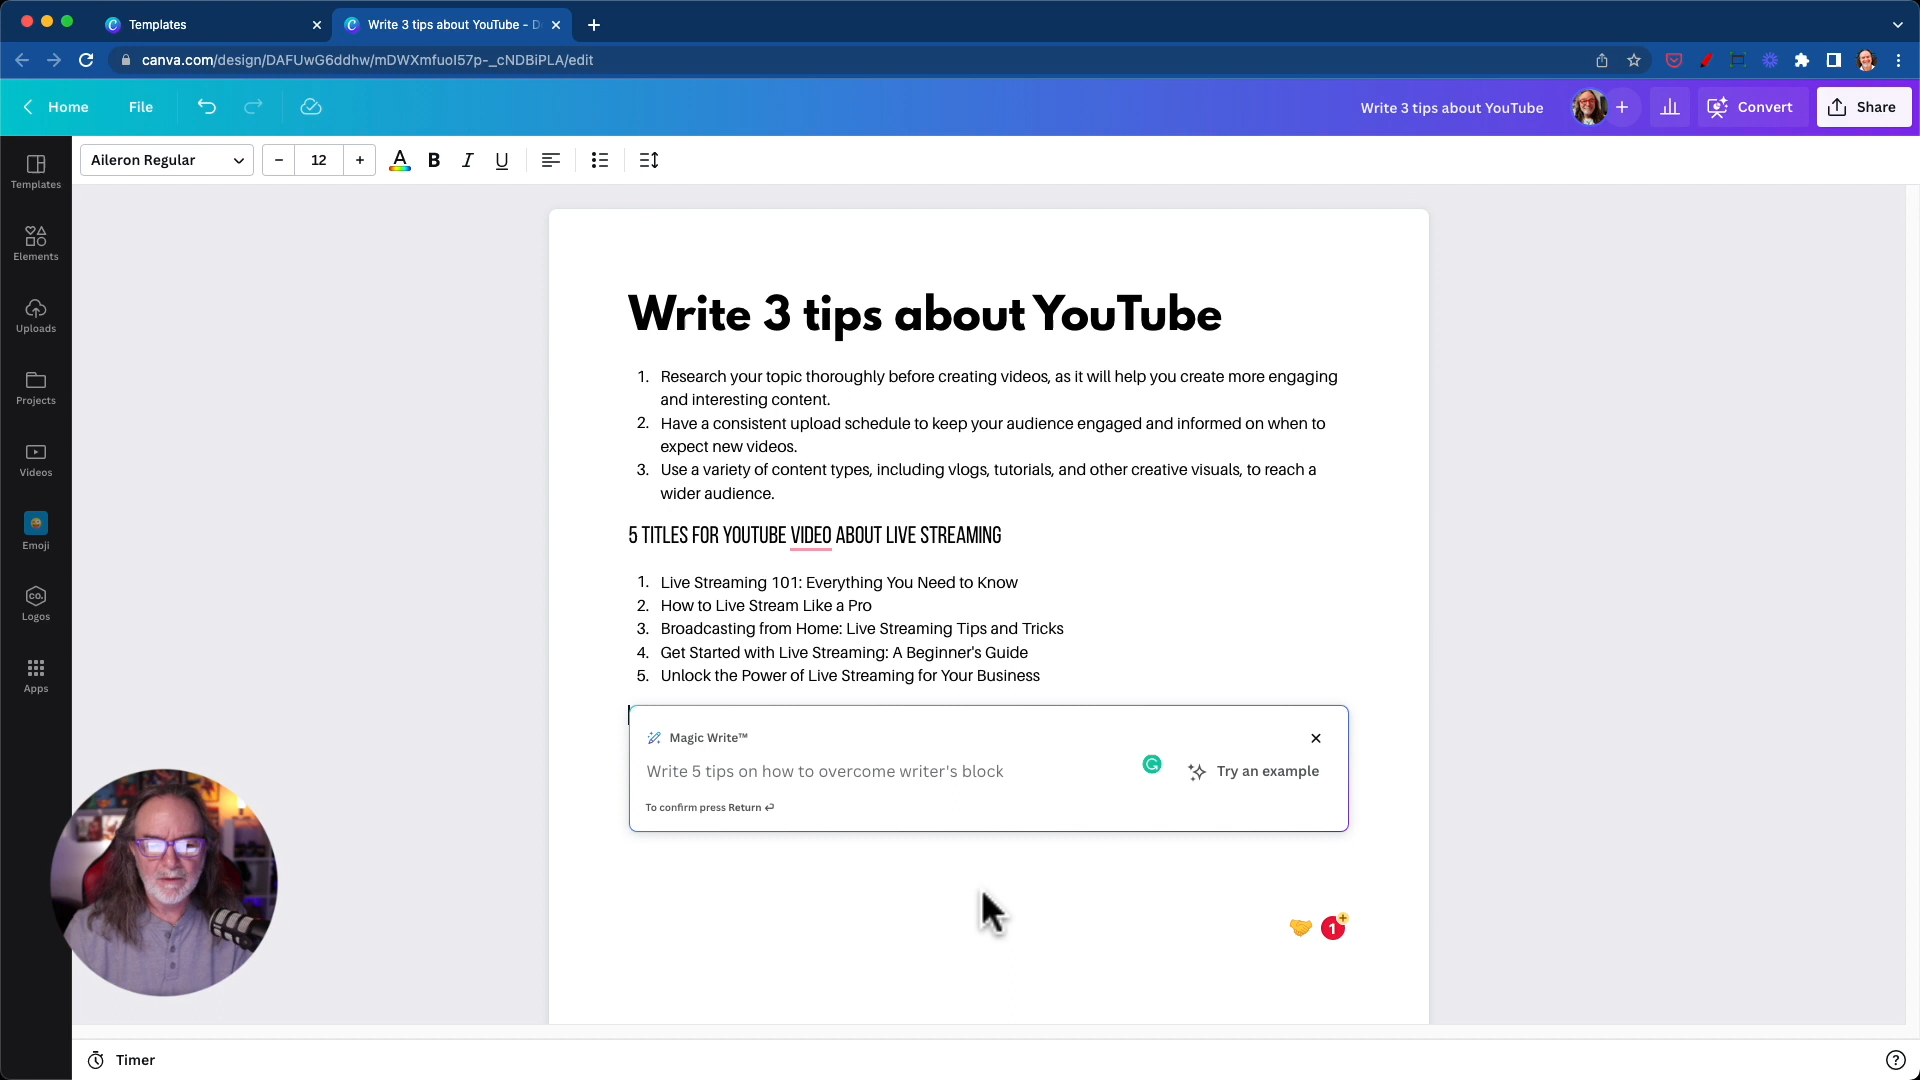 Templates
Write 3 tips about YouTube - D
canva.com/design/DAFUwG6ddhw/mDWXmfuoI57p-_cNDBiPLA/edit
Home
File
Write 3 tips about YouTube
Convert
Share
Aileron Regular
12
Templates
Elements
Uploads
Projects
Videos
Emoji
CO.
Logos
Apps
Write 3 tips about YouTube
1. Research your topic thoroughly before creating videos, as it will help you create more engaging
and interesting content.
2. Have a consistent upload schedule to keep your audience engaged and informed on when to
expect new videos.
3. Use a variety of content types, including vlogs, tutorials, and other creative visuals, to reach a
wider audience.
5 TITLES FOR YOUTUBE VIDEO ABOUT LIVE STREAMING
1. Live Streaming 101: Everything You Need to Know
2. How to Live Stream Like a Pro
3. Broadcasting from Home: Live Streaming Tips and Tricks
4. Get Started with Live Streaming: A Beginner's Guide
5. Unlock the Power of Live Streaming for Your Business
Magic Write™
Write 5 tips on how to overcome writer's block
Try an example
To confirm press Return
1
Timer